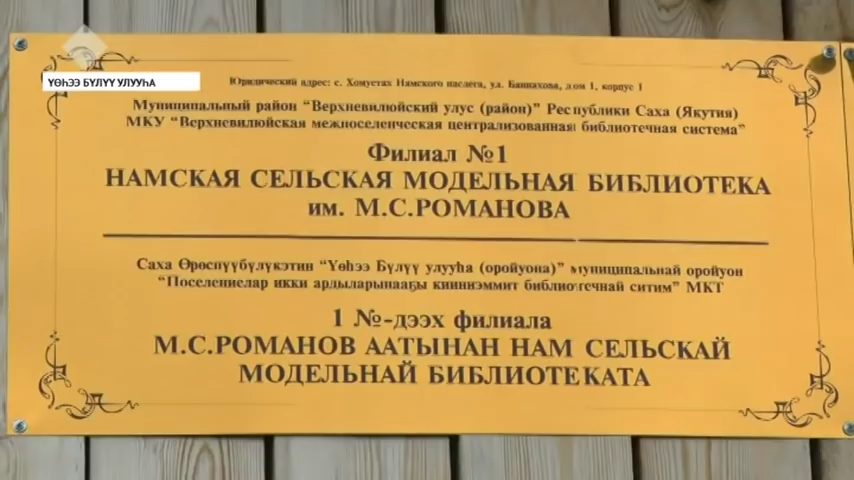 ҮӨҺЭЭ БҮЛҮҮ УЛУУҺА
Юридический адрес: с. Хомустах Намского наслега, ул. Баннахова, дом 1, корпус 1
Муниципальный район “Верхневилюйский улус (район)” Республики Саха (Якутия)
МКУ “Верхневилюйская межпоселенческая централизованная библиотечная система”
Филиал №1
НАМСКАЯ СЕЛЬСКАЯ МОДЕЛЬНАЯ БИБЛИОТЕКА
им. М.С.РОМАНОВА
Саха Өрөспүүбүлүкэтин “Үөһээ Бүлүү улууһа (оройуона)” муниципальнай оройуон
“Поселениелар икки ардыларынааҕы киинэммит библиотечнай ситим” МКТ
1 №-дээх филиала
М.С.РОМАНОВ ААТЫНАН НАМ СЕЛЬСКАЙ
МОДЕЛЬНАЙ БИБЛИОТЕКАТА